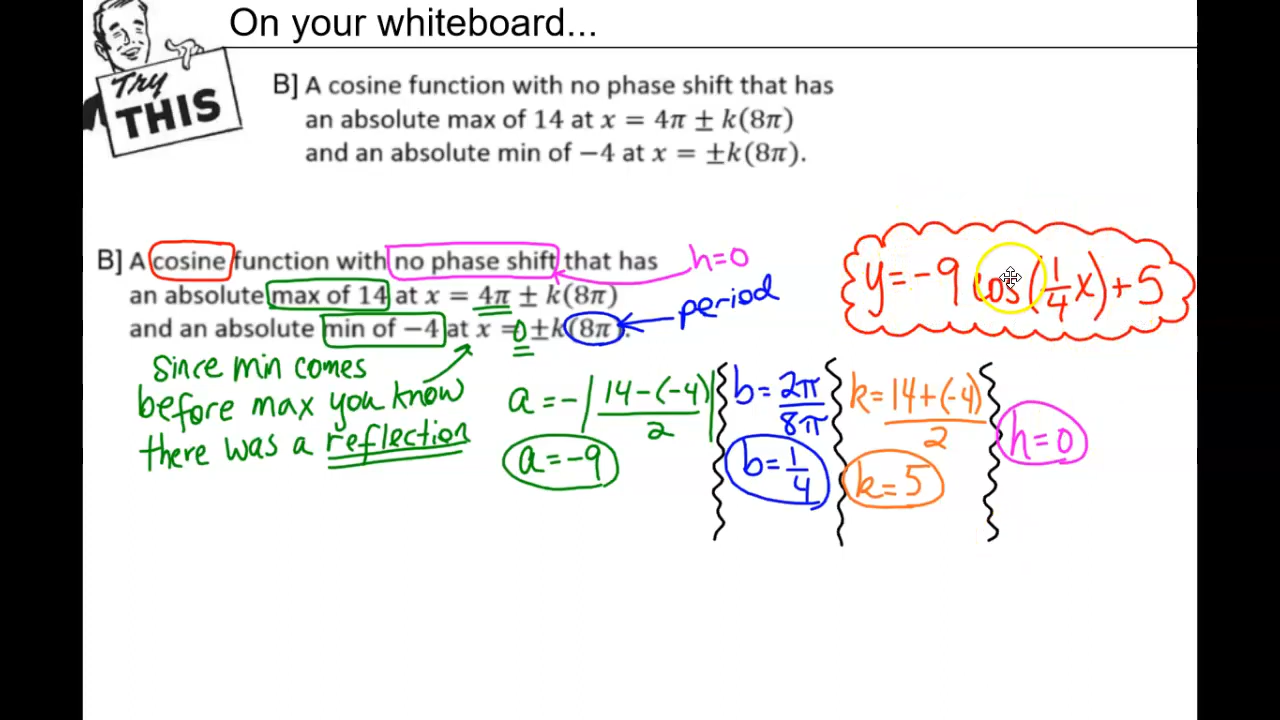 On your whiteboard...
Try
THIS
B] A cosine function with no phase shift that has
an absolute max of 14 at x = 4π ± k(8π)
and an absolute min of −4 at x = ±k(8π).
B] A cosine function with no phase shift that has
h=0
an absolute max of 14 at x = 4π ± k(8π)
period
and an absolute min of −4 at x = 0 ±k(8π).
y=-9 cos(1/4 x)+5
Since min comes
before max you know
there was a reflection
a = -|14-(-4)/2|
a=-9
b=2π/8π
b=1/4
k=14+(-4)/2
k=5
h=0